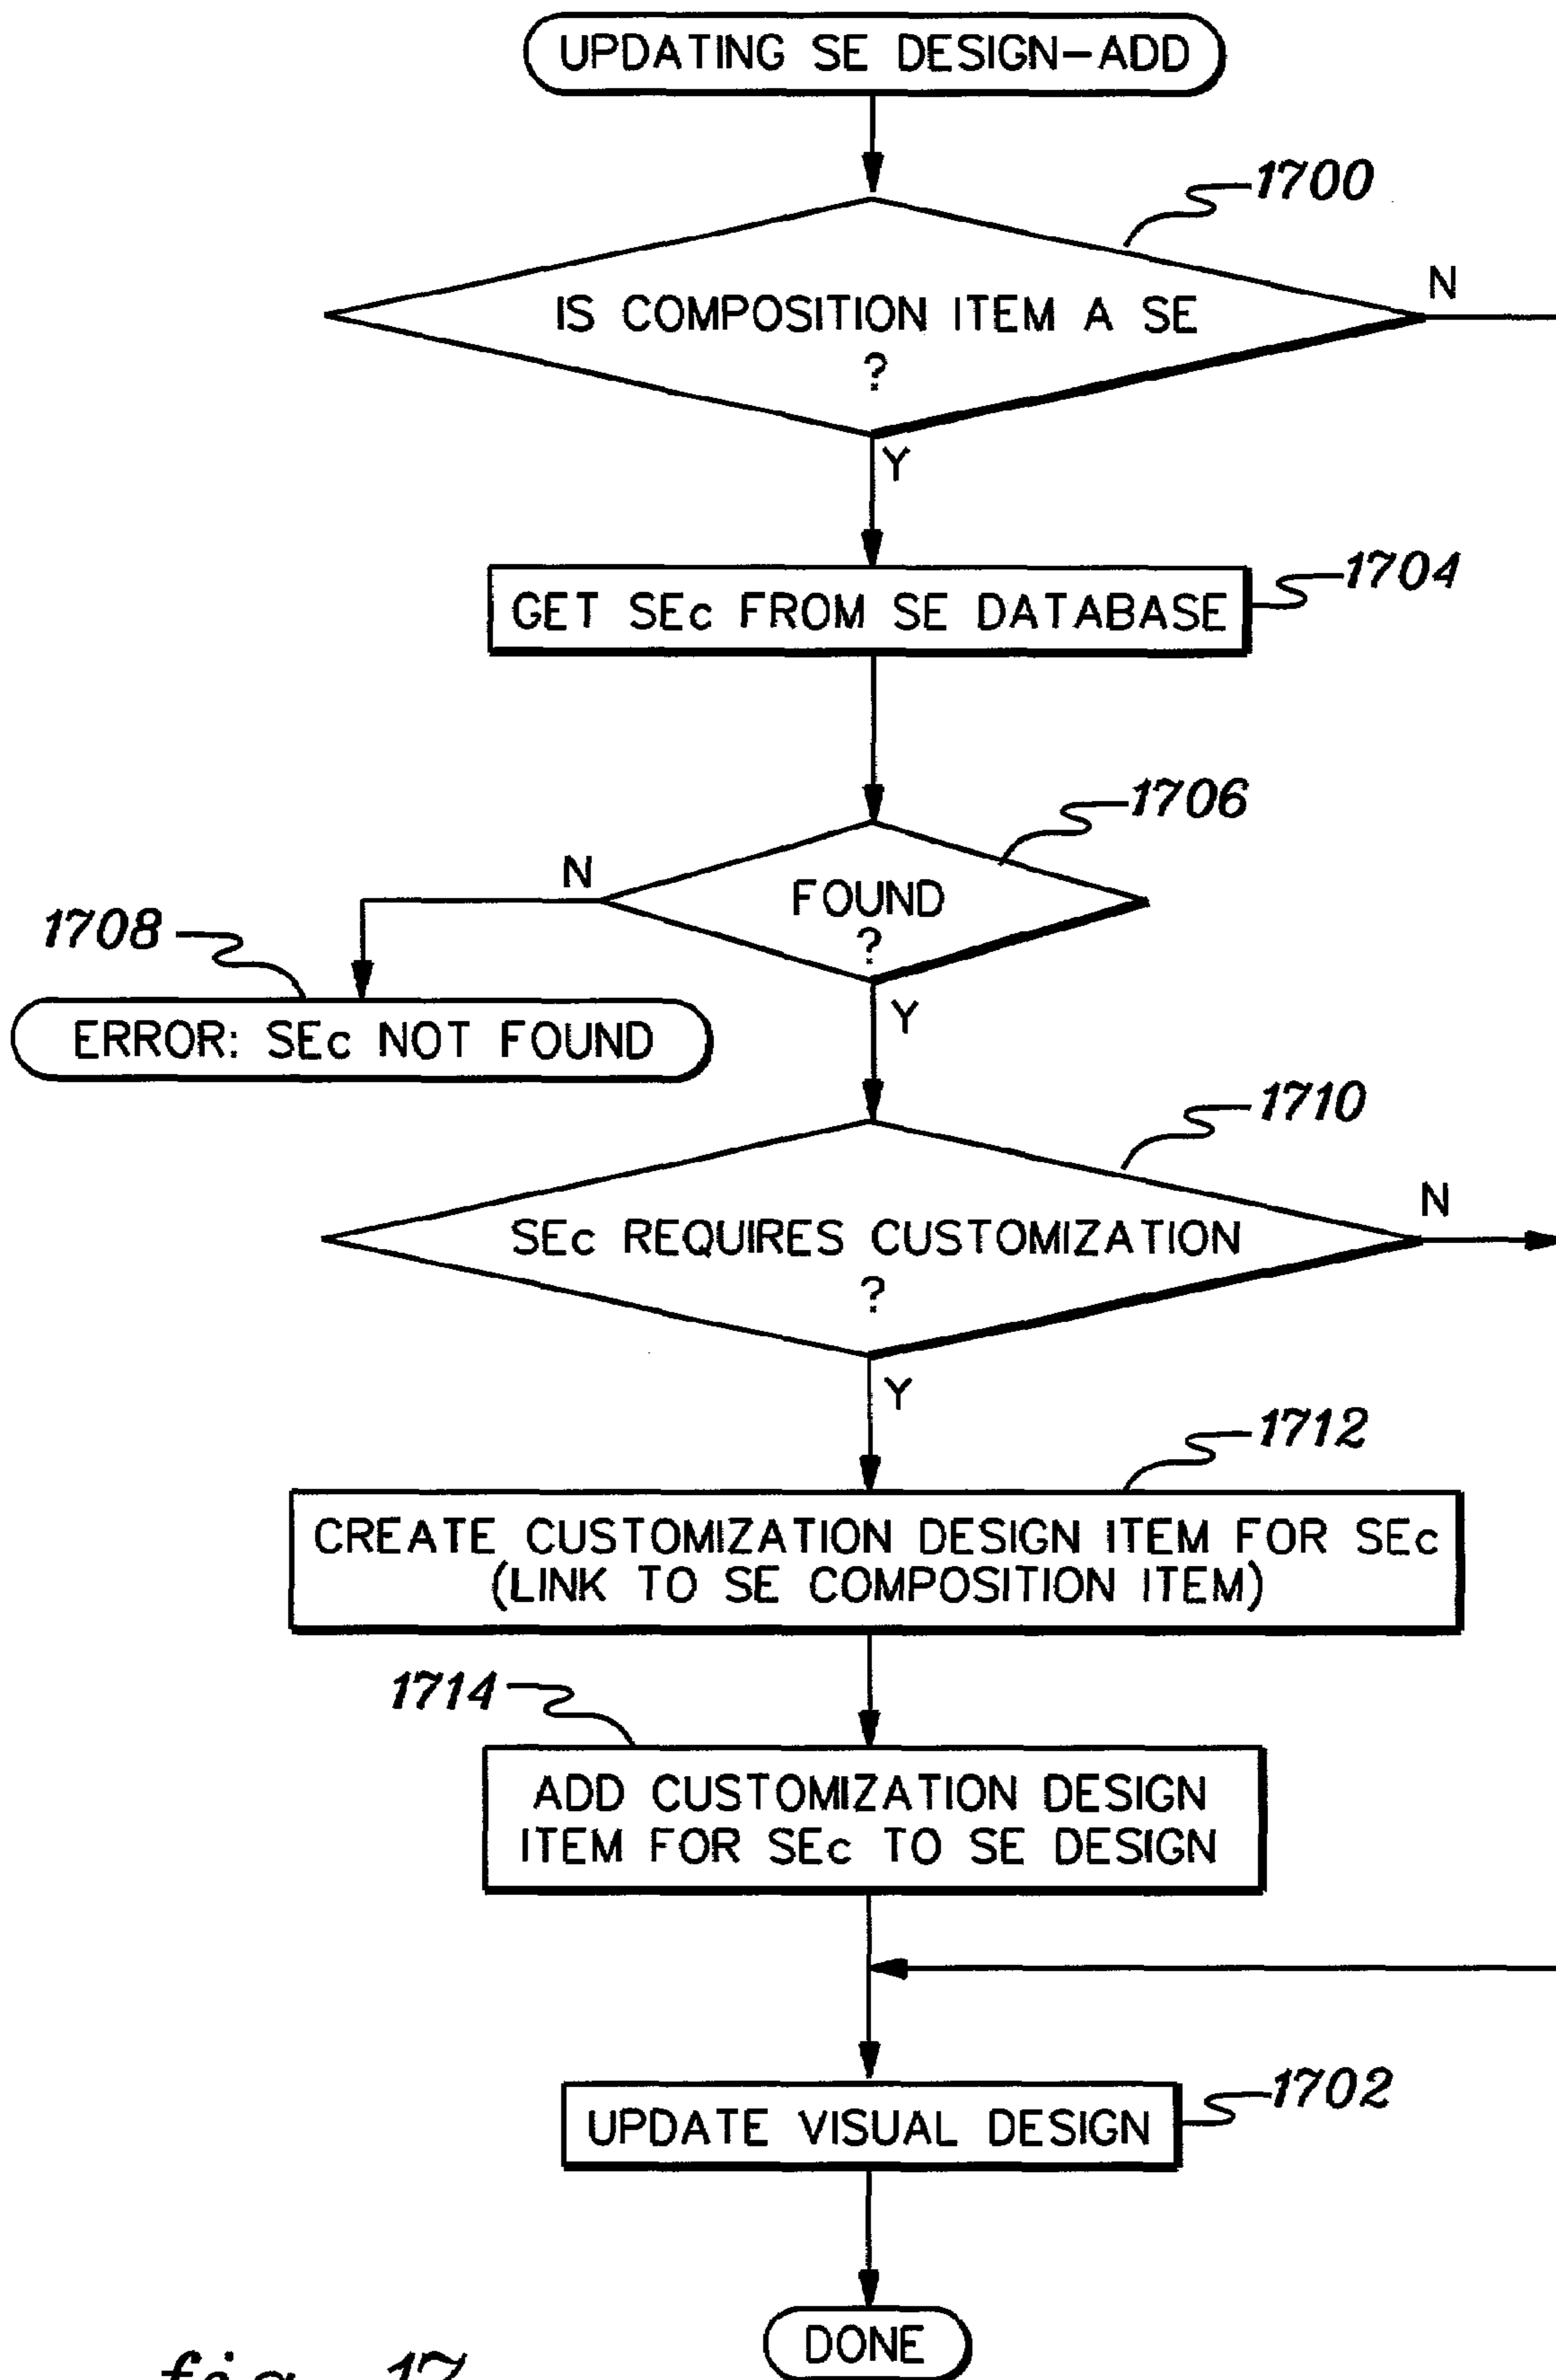 UPDATING SE DESIGN-ADD
1700
IS COMPOSITION ITEM A SE
?
N
Y
1704
GET SEc FROM SE DATABASE
1706
N
FOUND
?
1708
Y
ERROR: SEc NOT FOUND
1710
N
SEc REQUIRES CUSTOMIZATION
?
Y
1712
CREATE CUSTOMIZATION DESIGN ITEM FOR SEc
(LINK TO SE COMPOSITION ITEM)
1714
ADD CUSTOMIZATION DESIGN
ITEM FOR SEc TO SE DESIGN
1702
UPDATE VISUAL DESIGN
DONE
fig. 17